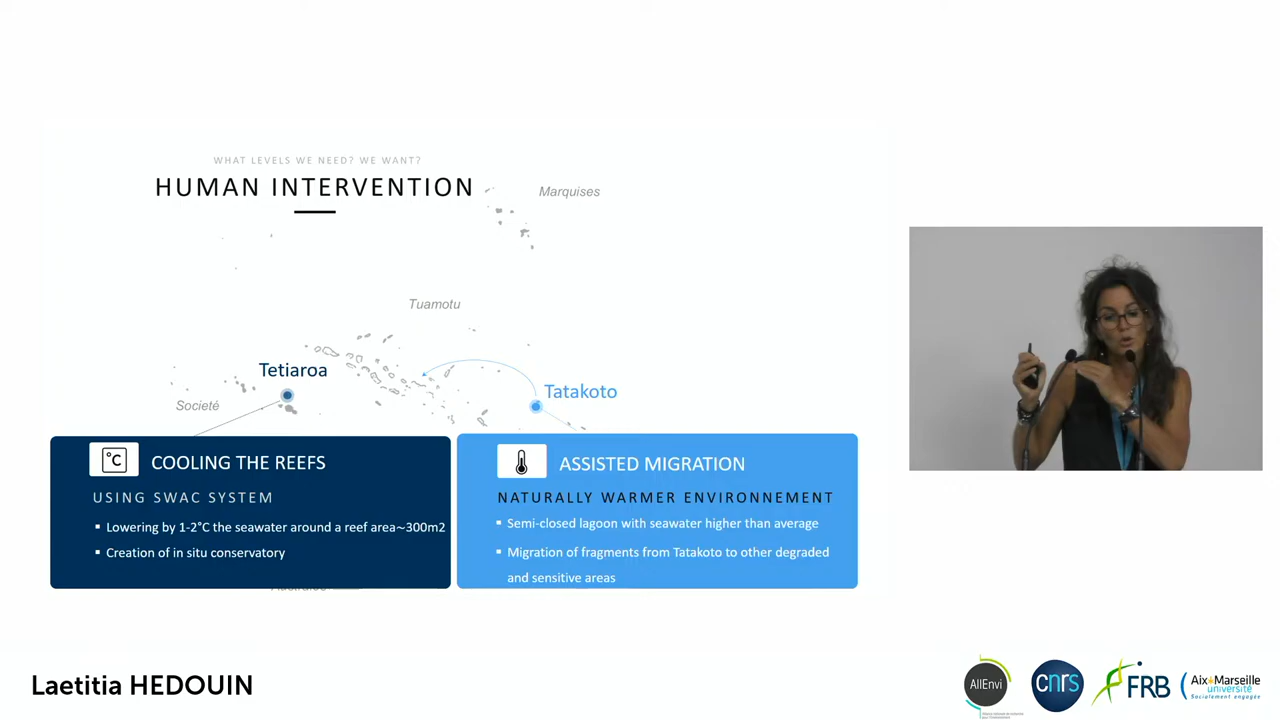 WHAT LEVELS WE NEED? WE WANT?
HUMAN INTERVENTION
Marquises
Tuamotu
Tetiaroa
Tatakoto
Societé
°C
COOLING THE REEFS
USING SWAC SYSTEM
▪ Lowering by 1-2°C the seawater around a reef area~300m2
▪ Creation of in situ conservatory
ASSISTED MIGRATION
NATURALLY WARMER ENVIRONNEMENT
▪ Semi-closed lagoon with seawater higher than average
▪ Migration of fragments from Tatakoto to other degraded
and sensitive areas
Laetitia HEDOUIN
AllEnvi
cnrs
FRB
Aix Marseille
université
Socialement engagée